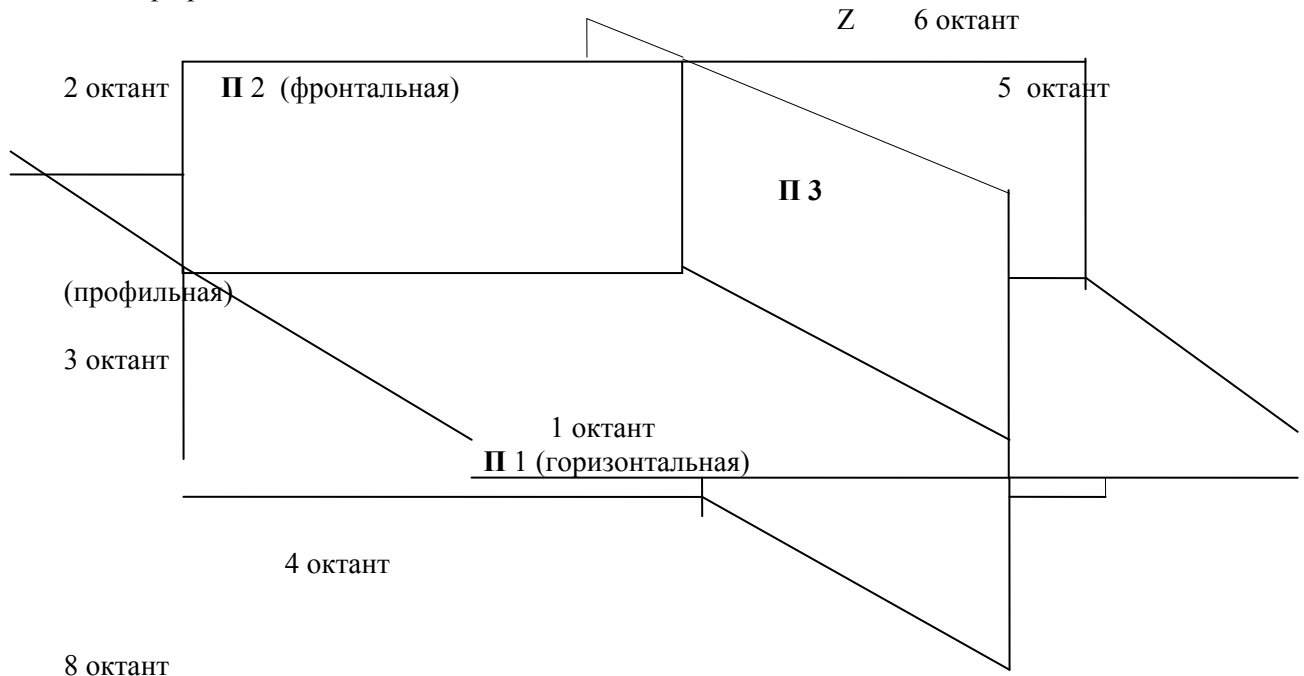 Z 6 октант
2 октант П 2 (фронтальная) 5 октант
П 3
(профильная)
3 октант
1 октант
П 1 (горизонтальная)
4 октант
8 октант